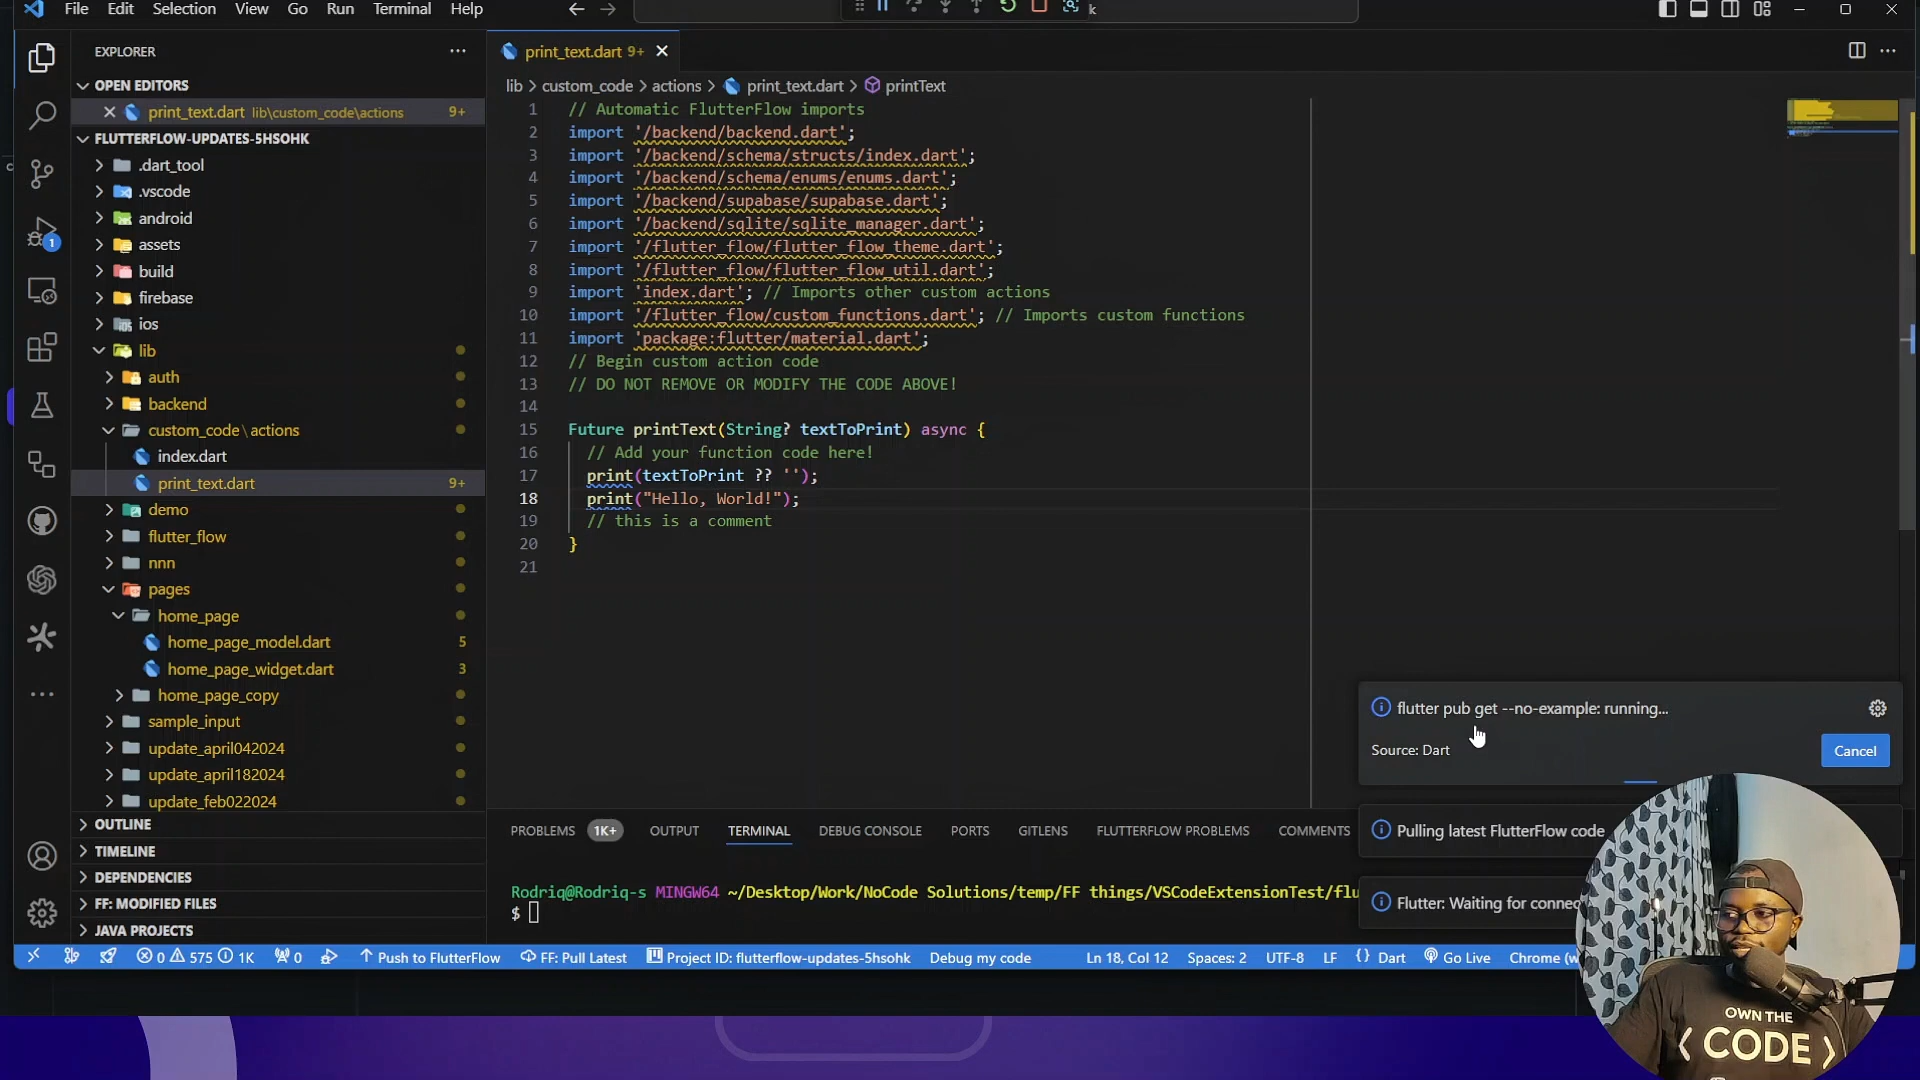 File Edit Selection View Go Run Terminal Help
k
EXPLORER
OPEN EDITORS
print_text.dart lib\custom_code\actions 9+
FLUTTERFLOW-UPDATES-5HSOHK
.dart_tool
.vscode
android
assets
build
firebase
ios
lib
auth
backend
custom_code\actions
index.dart
print_text.dart 9+
demo
flutter_flow
nnn
pages
home_page
home_page_model.dart 5
home_page_widget.dart 3
home_page_copy
sample_input
update_april042024
update_april182024
update_feb022024
OUTLINE
TIMELINE
DEPENDENCIES
FF: MODIFIED FILES
JAVA PROJECTS
1
print_text.dart 9+
lib > custom_code > actions > print_text.dart > printText
1 // Automatic FlutterFlow imports
2 import '/backend/backend.dart';
3 import '/backend/schema/structs/index.dart';
4 import '/backend/schema/enums/enums.dart';
5 import '/backend/supabase/supabase.dart';
6 import '/backend/sqlite/sqlite_manager.dart';
7 import '/flutter_flow/flutter_flow_theme.dart';
8 import '/flutter_flow/flutter_flow_util.dart';
9 import 'index.dart'; // Imports other custom actions
10 import '/flutter_flow/custom_functions.dart'; // Imports custom functions
11 import 'package:flutter/material.dart';
12 // Begin custom action code
13 // DO NOT REMOVE OR MODIFY THE CODE ABOVE!
14
15 Future printText(String? textToPrint) async {
16 // Add your function code here!
17 print(textToPrint ?? '');
18 print("Hello, World!");
19 // this is a comment
20 }
21
flutter pub get --no-example: running...
Source: Dart
Cancel
Pulling latest FlutterFlow code
Flutter: Waiting for connec
PROBLEMS 1K+ OUTPUT TERMINAL DEBUG CONSOLE PORTS GITLENS FLUTTERFLOW PROBLEMS COMMENTS
Rodriq@Rodriq-s MINGW64 ~/Desktop/Work/NoCode Solutions/temp/FF things/VSCodeExtensionTest/flu
$
0 575 1K 0 Push to FlutterFlow FF: Pull Latest Project ID: flutterflow-updates-5hsohk Debug my code Ln 18, Col 12 Spaces: 2 UTF-8 LF {} Dart Go Live Chrome (w
OWN THE
< CODE >